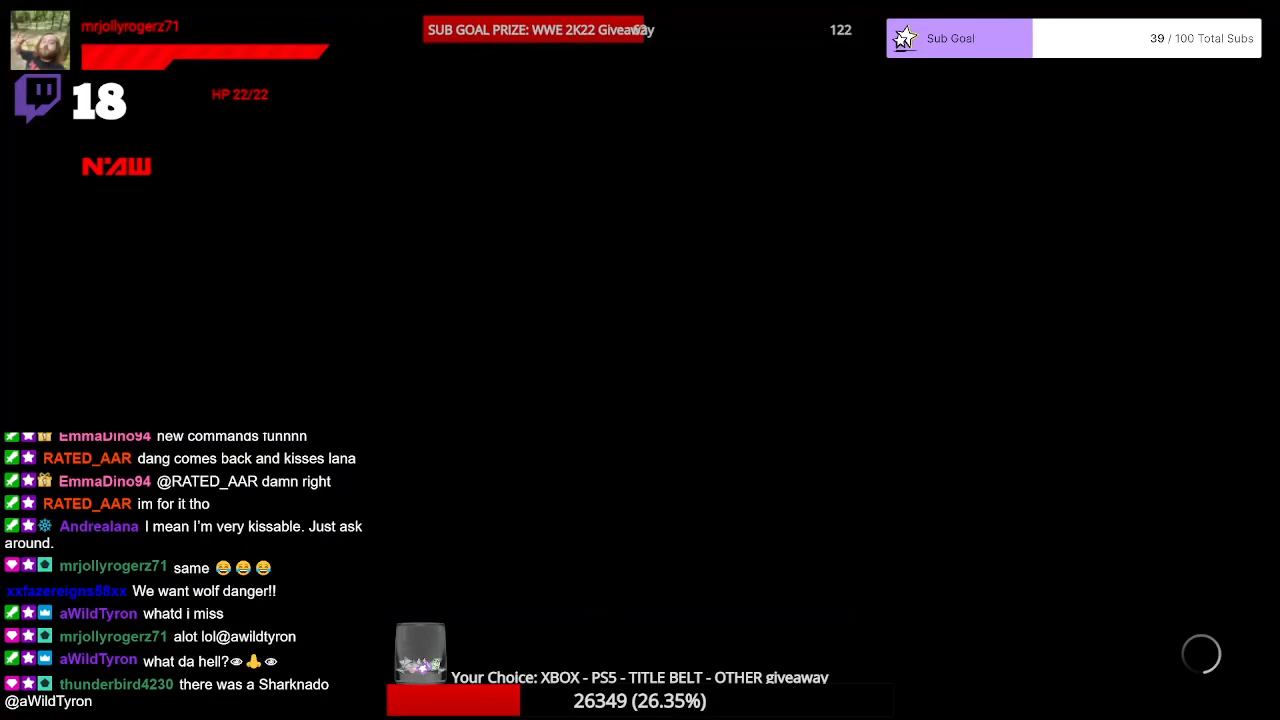 mrjollyrogerz71
SUB GOAL PRIZE: WWE 2K22 Giveaway
122
Sub Goal
39 / 100 Total Subs
18
HP 22/22
EmmaDino94 new commands funnnn
RATED_AAR dang comes back and kisses lana
EmmaDino94 @RATED_AAR damn right
RATED_AAR im for it tho
Andrealana I mean I'm very kissable. Just ask
around.
mrjollyrogerz71 same 😂 😂 😂
xxfazereigns58xx We want wolf danger!!
aWildTyron whatd i miss
mrjollyrogerz71 alot lol@awildtyron
aWildTyron what da hell?👁👃👁
thunderbird4230 there was a Sharknado
@aWildTyron
Your Choice: XBOX - PS5 - TITLE BELT - OTHER giveaway
26349 (26.35%)